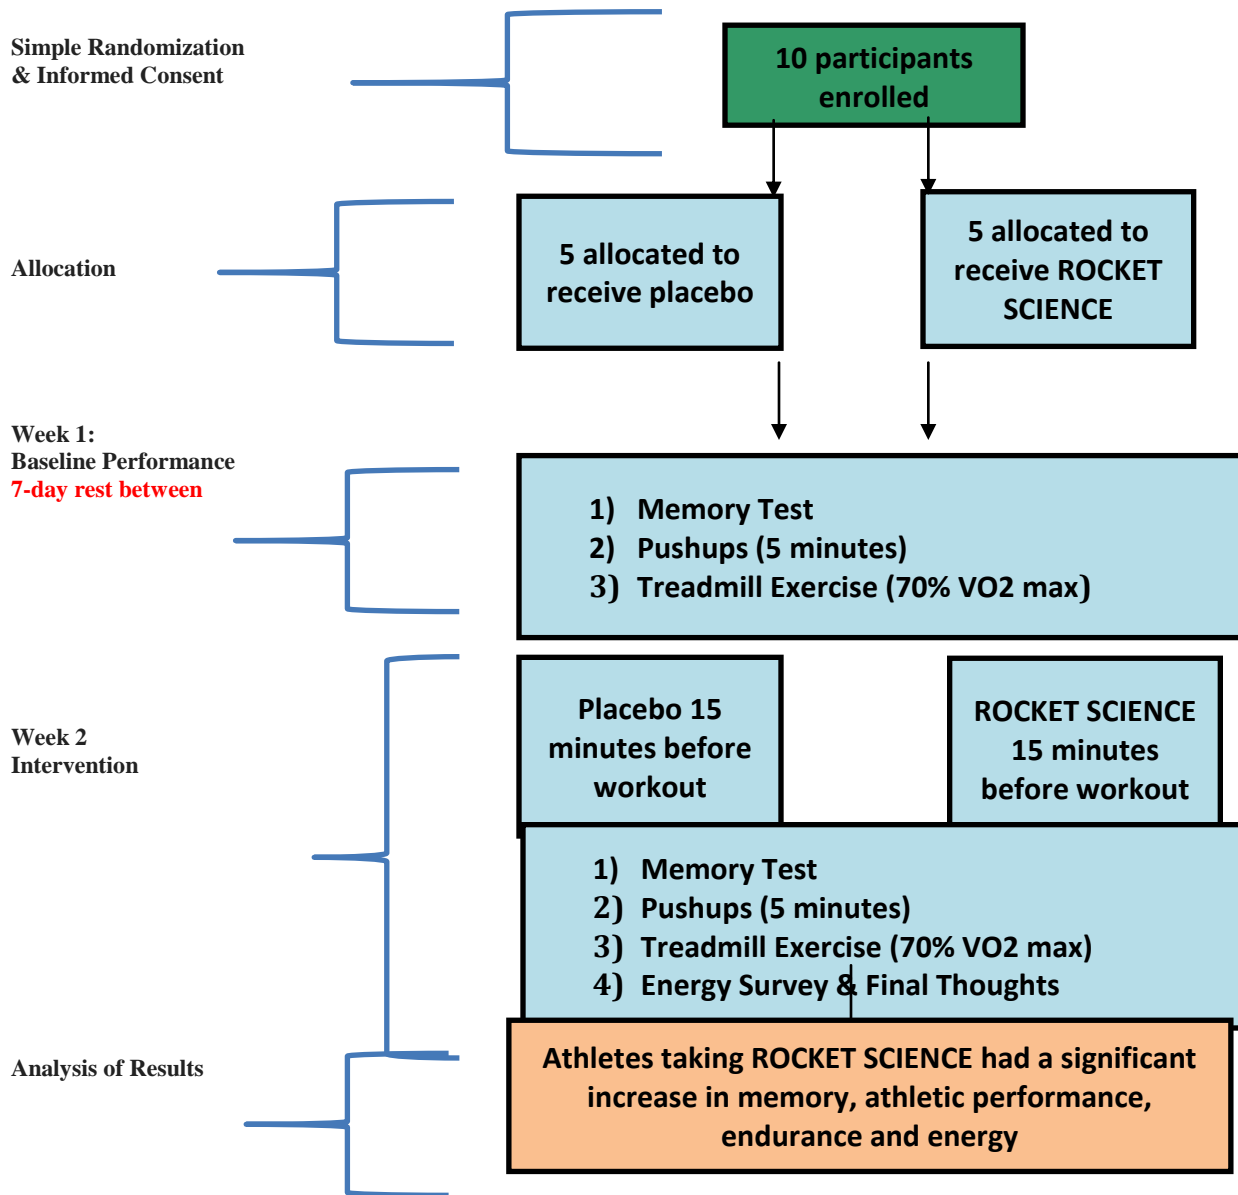 Simple Randomization
& Informed Consent
10 participants
enrolled
Allocation
5 allocated to
receive placebo
5 allocated to
receive ROCKET
SCIENCE
Week 1:
Baseline Performance
7-day rest between
1) Memory Test
2) Pushups (5 minutes)
3) Treadmill Exercise (70% VO2 max)
Week 2
Intervention
Placebo 15
minutes before
workout
ROCKET SCIENCE
15 minutes
before workout
1) Memory Test
2) Pushups (5 minutes)
3) Treadmill Exercise (70% VO2 max)
4) Energy Survey & Final Thoughts
Analysis of Results
Athletes taking ROCKET SCIENCE had a significant
increase in memory, athletic performance,
endurance and energy